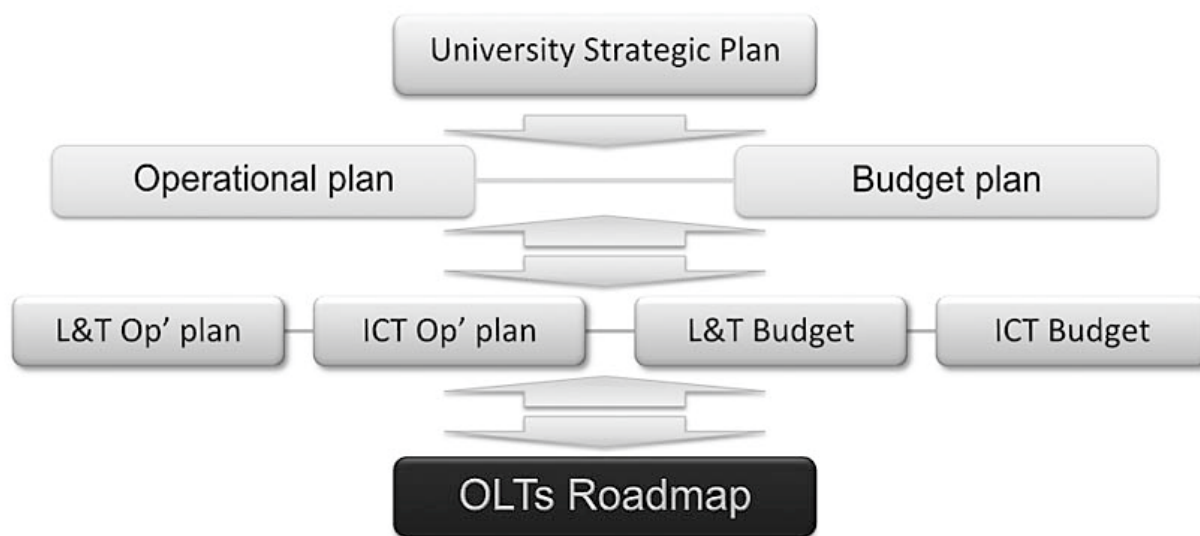 University Strategic Plan
Operational plan
Budget plan
L&T Op’ plan
ICT Op’ plan
L&T Budget
ICT Budget
OLTs Roadmap